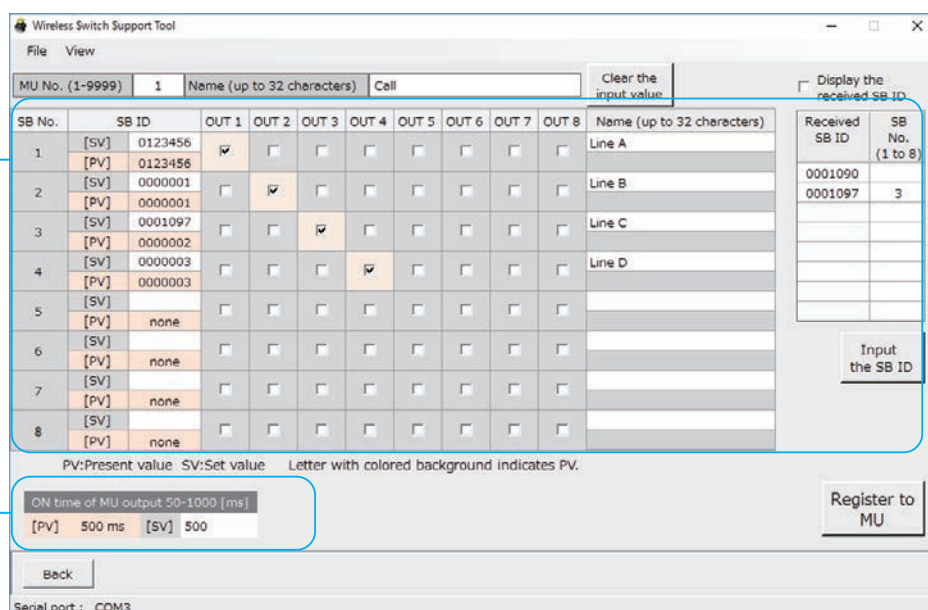 Wireless Switch Support Tool
File View
MU No. (1-9999) 1 Name (up to 32 characters) Call
Clear the
input value
Display the
received SB ID
SB No. SB ID OUT 1 OUT 2 OUT 3 OUT 4 OUT 5 OUT 6 OUT 7 OUT 8 Name (up to 32 characters)
1 [SV] 0123456 Line A
[PV] 0123456
2 [SV] 0000001 Line B
[PV] 0000001
3 [SV] 0001097 Line C
[PV] 0000002
4 [SV] 0000003 Line D
[PV] 0000003
5 [SV]
[PV] none
6 [SV]
[PV] none
7 [SV]
[PV] none
8 [SV]
[PV] none
Received SB
SB ID No.
(1 to 8)
0001090
0001097 3
Input
the SB ID
PV:Present value SV:Set value Letter with colored background indicates PV.
ON time of MU output 50-1000 [ms]
[PV] 500 ms [SV] 500
Register to
MU
Back
Serial port : COM3